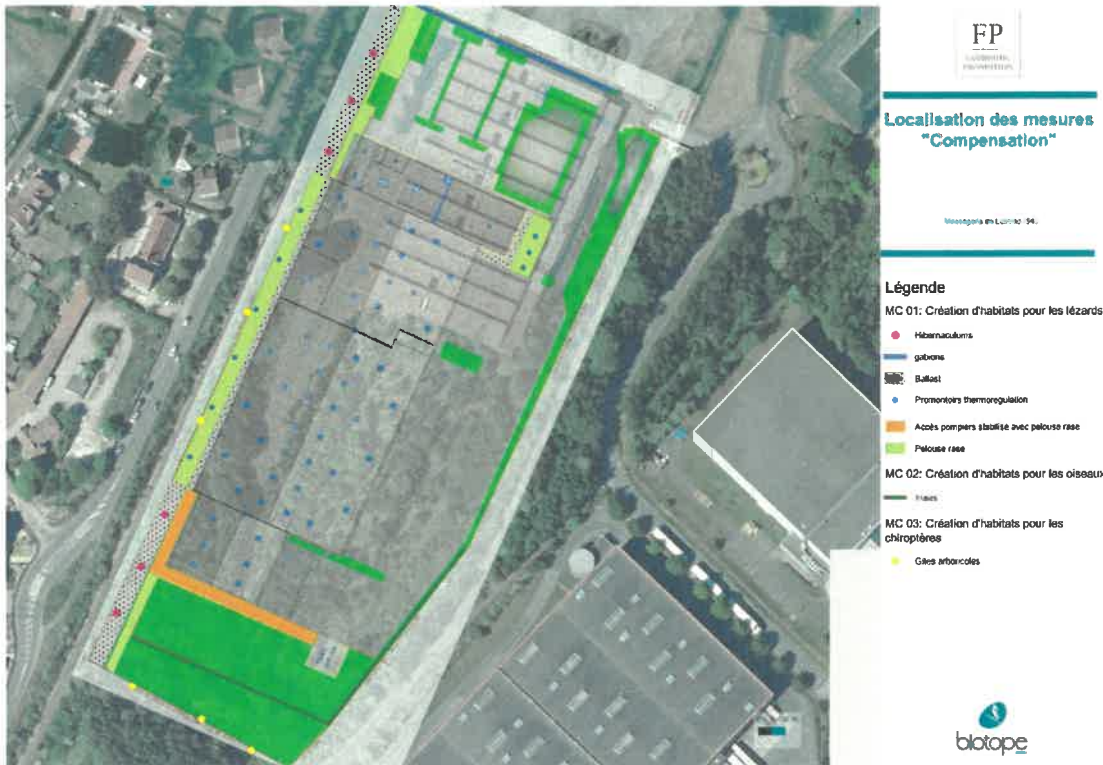 FP
Localisation des mesures
"Compensation"
Légende
MC 01: Création d'habitats pour les lézards
Hibernaculums
gabions
Ballast
Promontoirs thermoregulation
Accès pompiers stabilisé avec pelouse rase
Pelouse rase
MC 02: Création d'habitats pour les oiseaux
MC 03: Création d'habitats pour les
chiroptères
Gîtes arboricoles
biotope